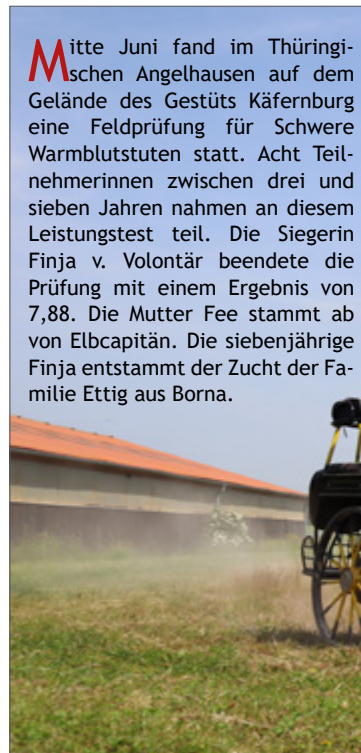 Mitte Juni fand im Thüringi-
schen Angelhausen auf dem
Gelände des Gestüts Käfernburg
eine Feldprüfung für Schwere
Warmblutstuten statt. Acht Teil-
nehmerinnen zwischen drei und
sieben Jahren nahmen an diesem
Leistungstest teil. Die Siegerin
Finja v. Volontär beendete die
Prüfung mit einem Ergebnis von
7,88. Die Mutter Fee stammt ab
von Elbcapitän. Die siebenjährige
Finja entstammt der Zucht der Fa-
milie Ettig aus Borna.